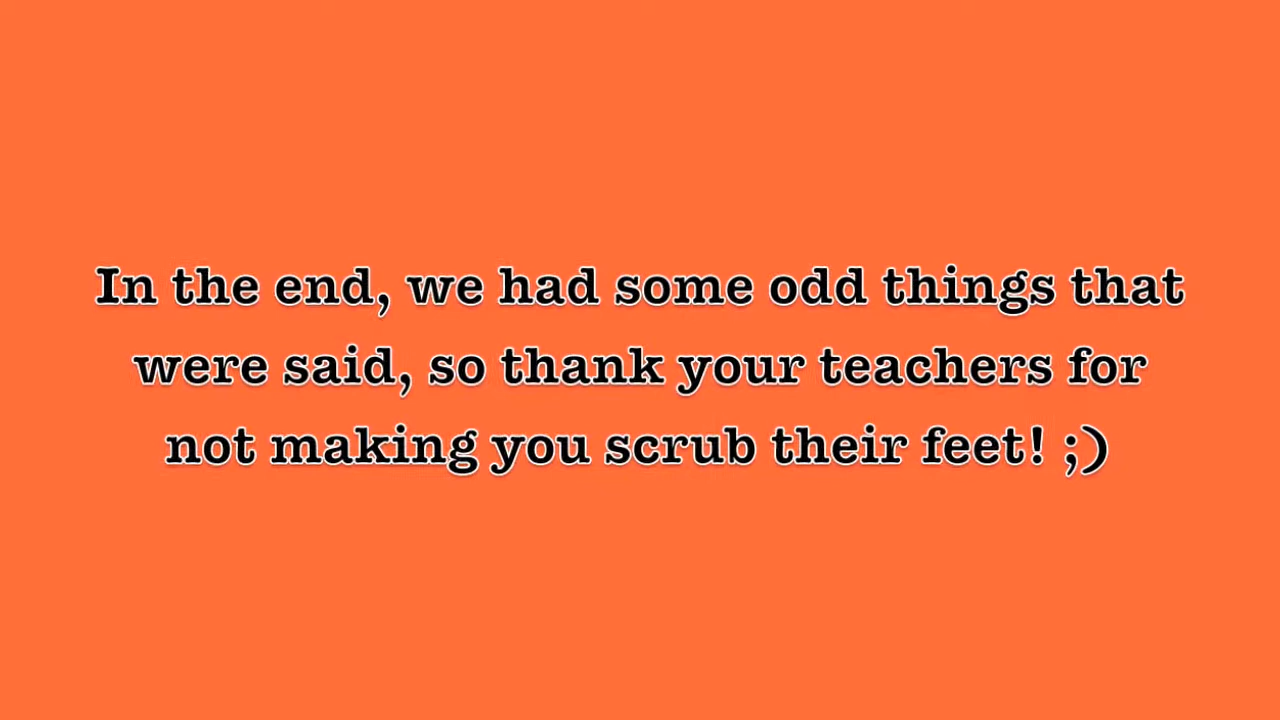 In the end, we had some odd things that
were said, so thank your teachers for
not making you scrub their feet! ;)